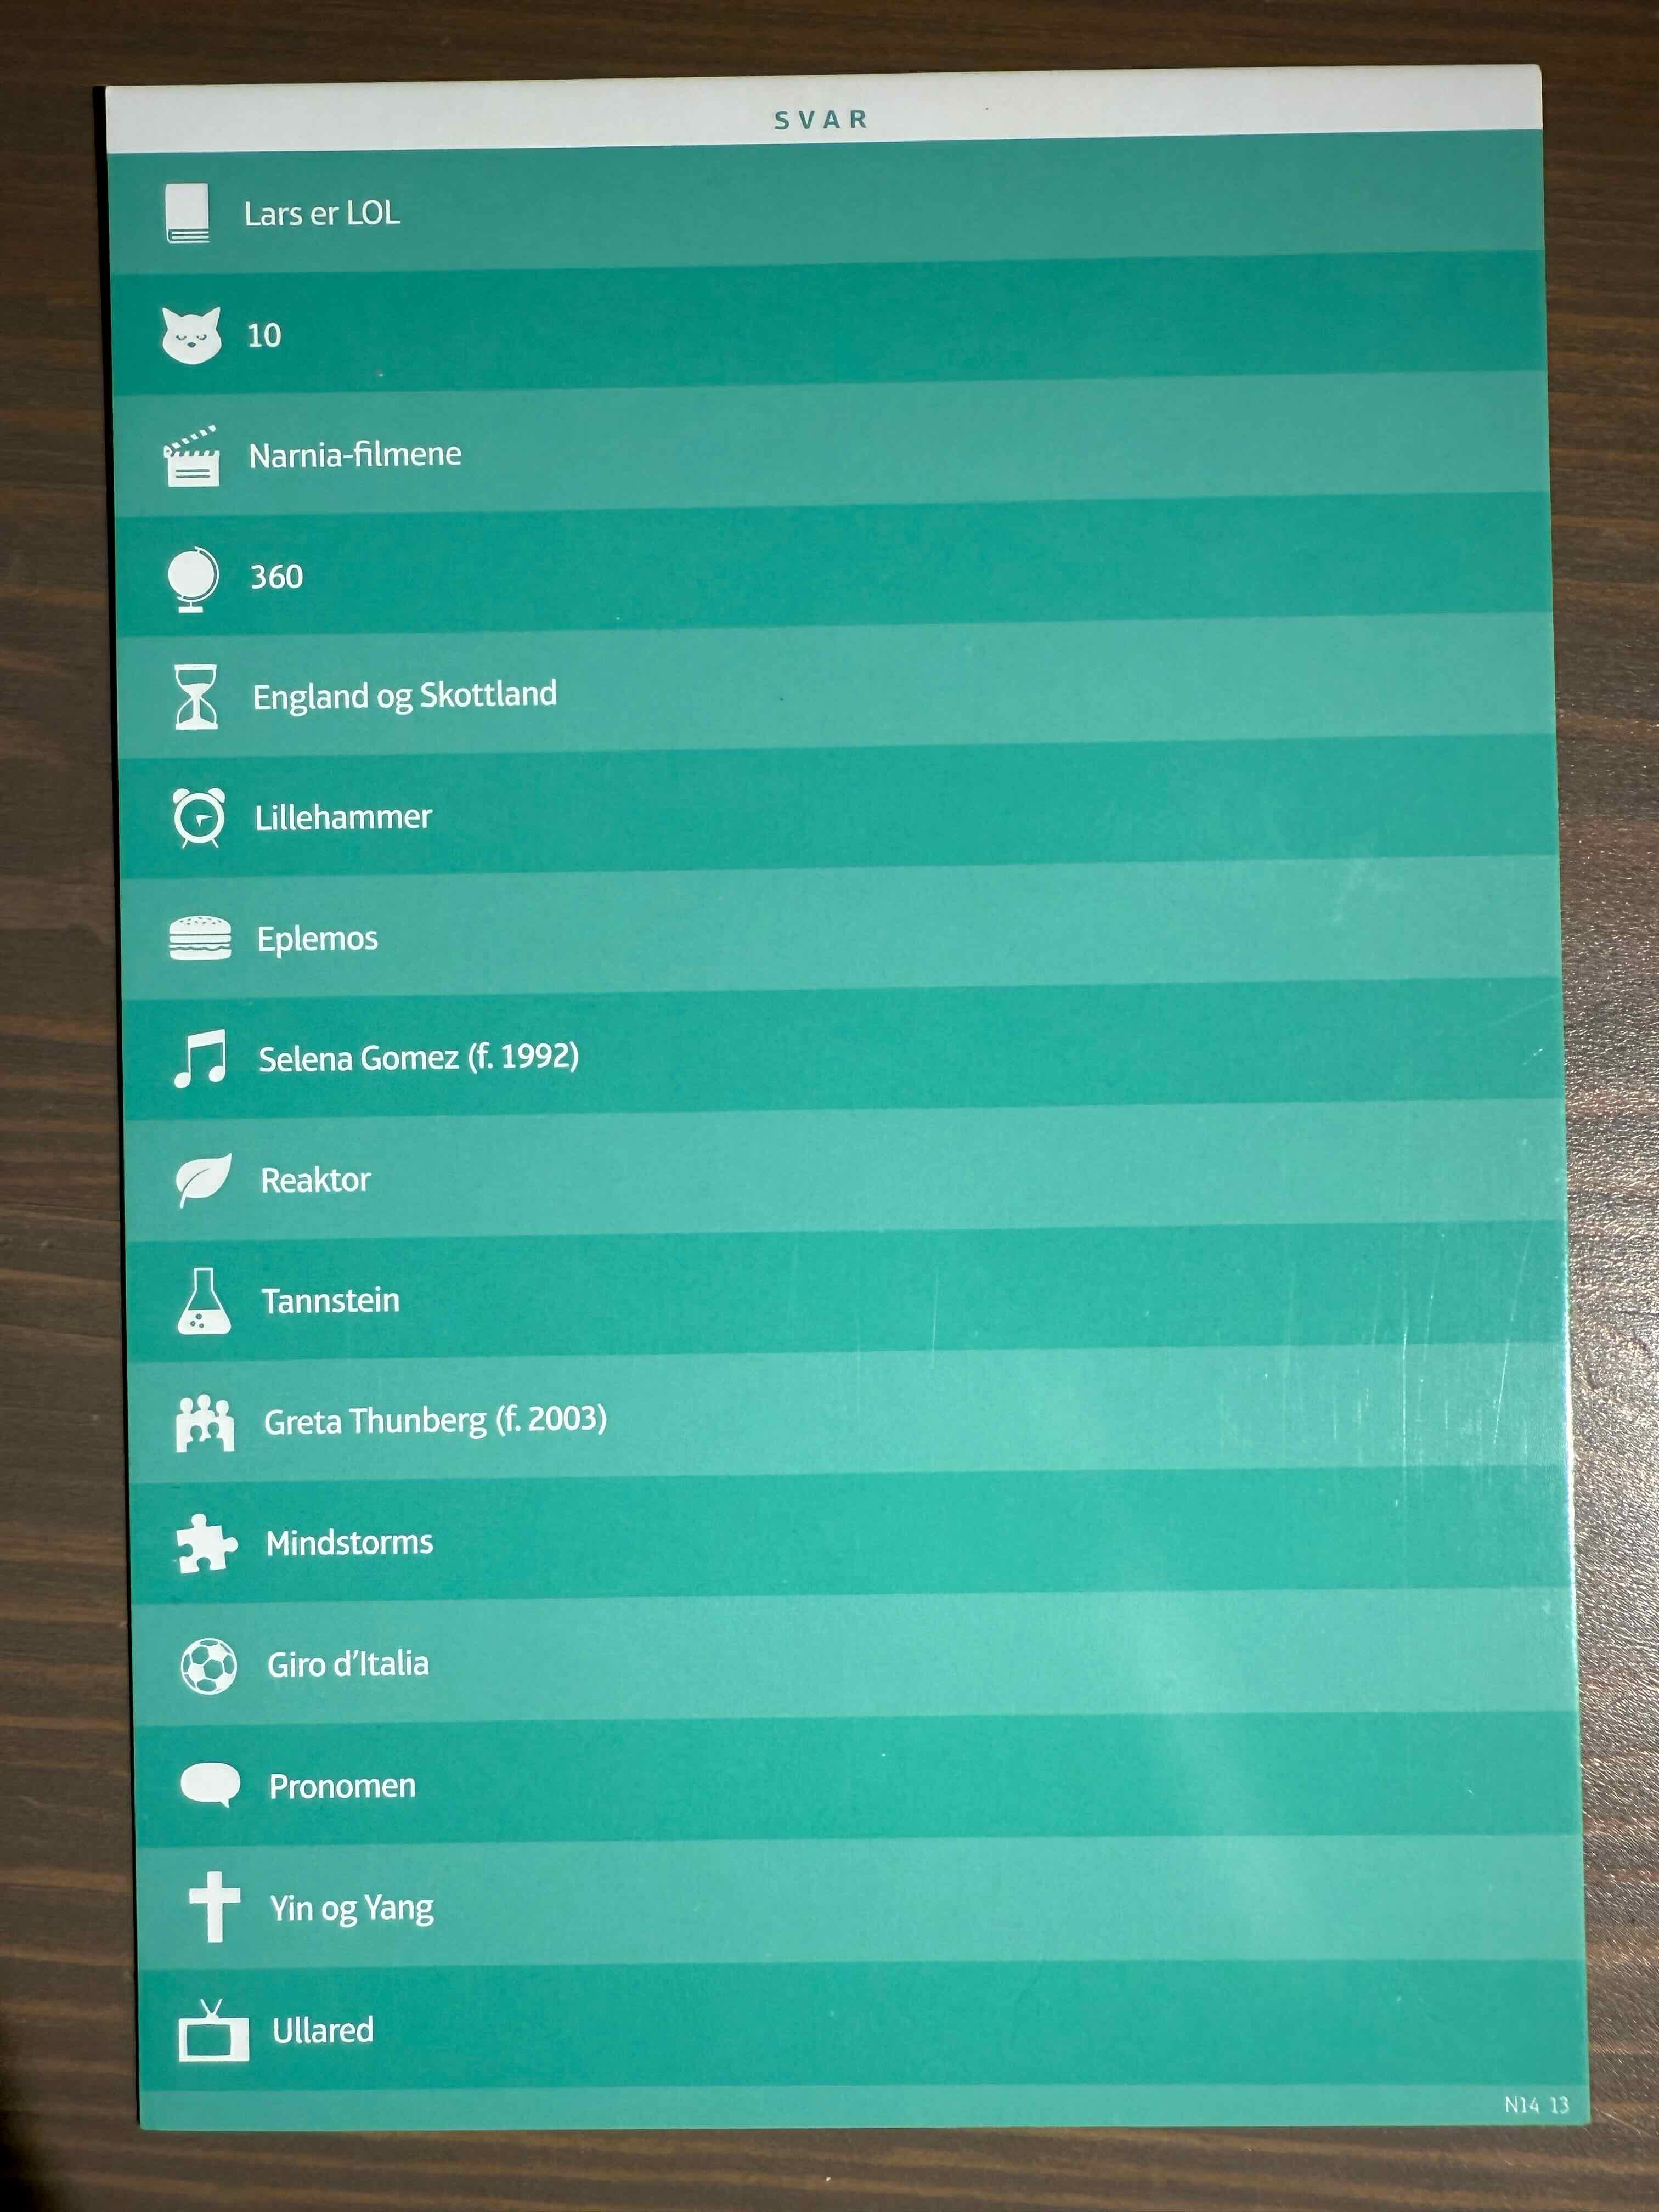 SVAR
Lars er LOL
10
Narnia-filmene
360
England og Skottland
Lillehammer
Eplemos
Selena Gomez (f. 1992)
Reaktor
Tannstein
Greta Thunberg (f. 2003)
Mindstorms
Giro d’Italia
Pronomen
Yin og Yang
Ullared
N14 13